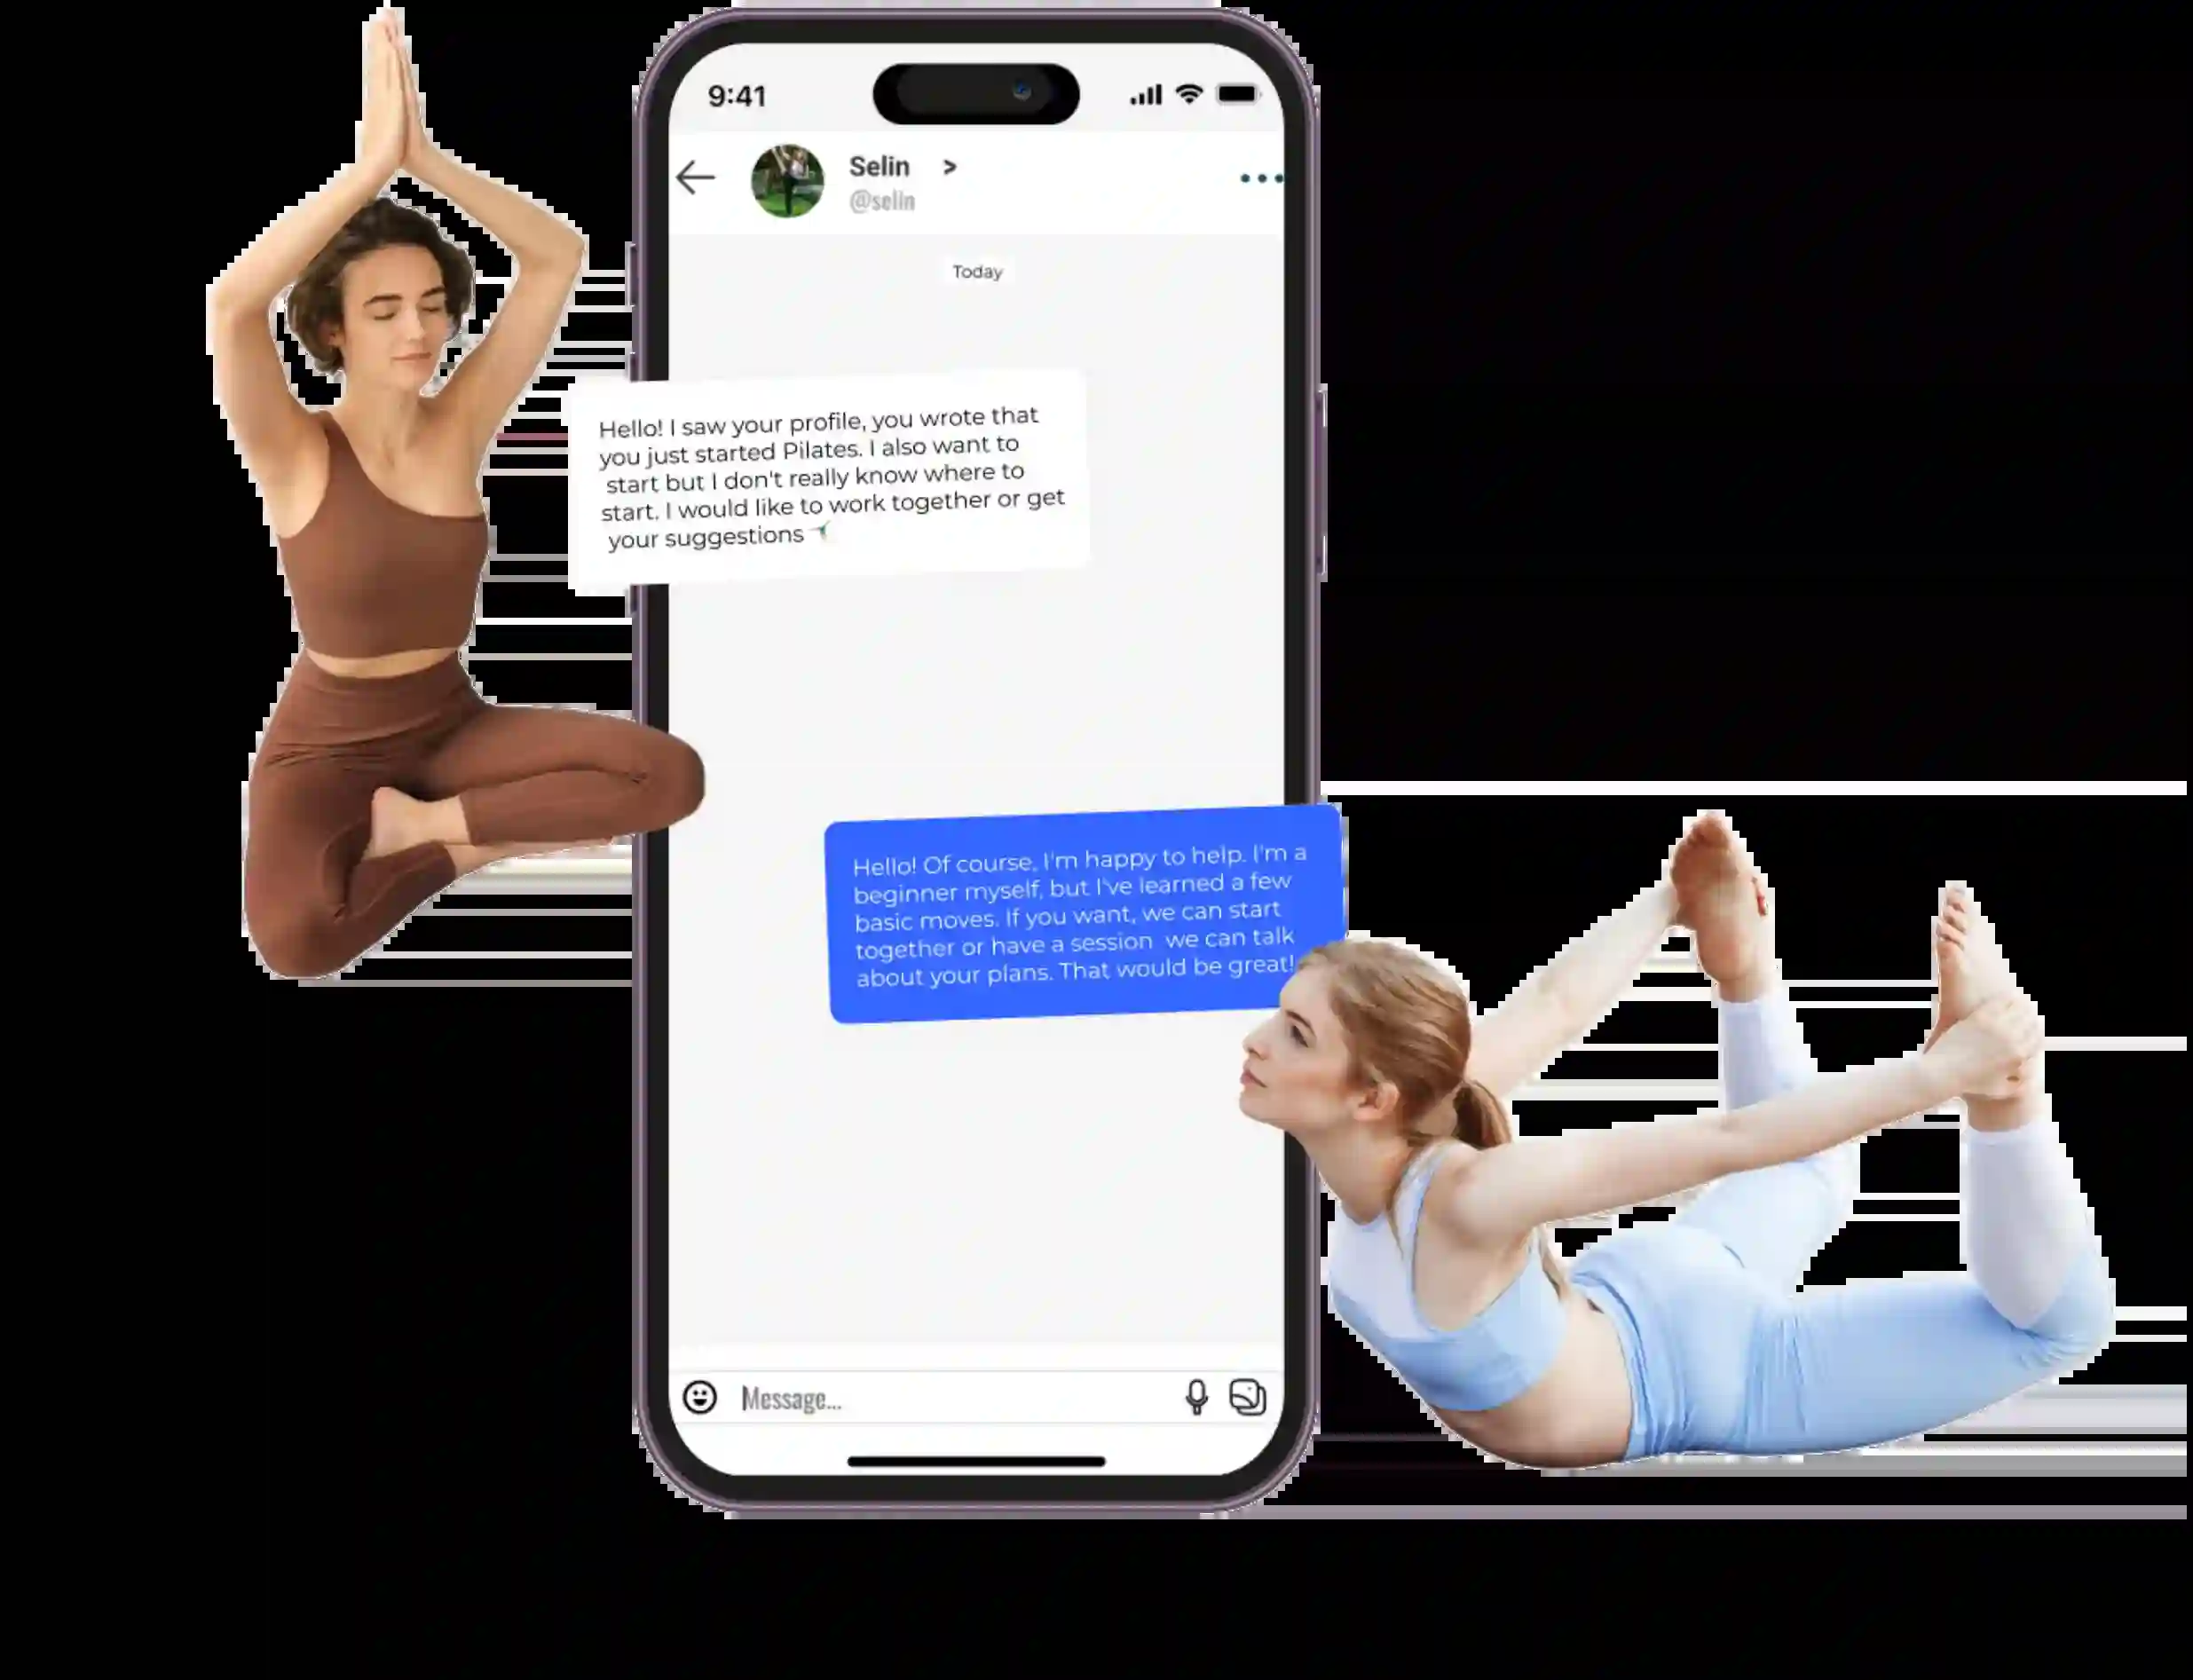 9:41
Selin >
@selin
Today
Hello! I saw your profile, you wrote that
you just started Pilates. I also want to
start but I don't really know where to
start. I would like to work together or get
your suggestions
Hello! Of course, I'm happy to help. I'm a
beginner myself, but I've learned a few
basic moves. If you want, we can start
together or have a session we can talk
about your plans. That would be great!
Message...